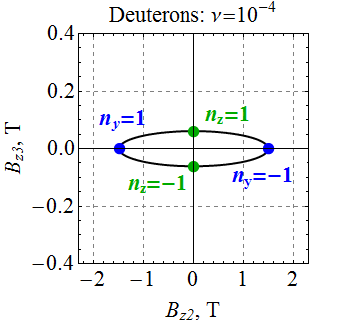 Deuterons: ν=10⁻⁴
0.4
n_z=1
n_y=1
0.2
B_z3, T
0.0
n_z=−1
n_y=−1
−0.2
−0.4
−2 −1 0 1 2
B_z2, T